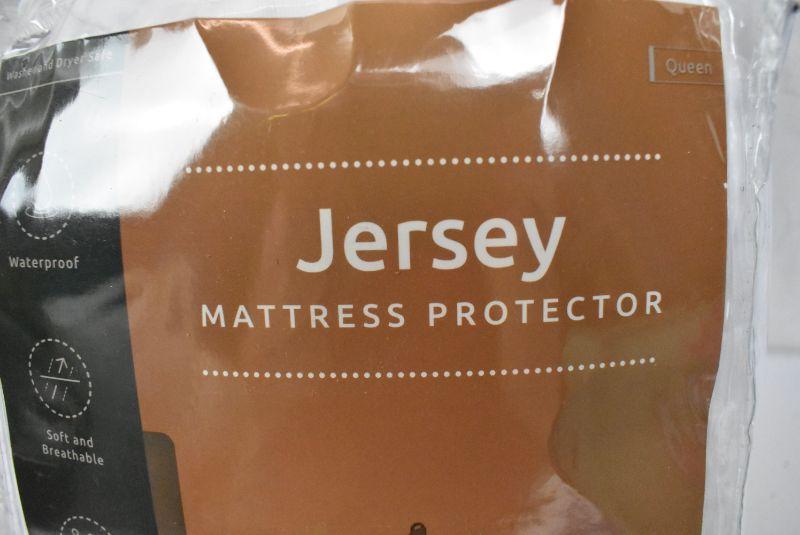 Washer and Dryer Safe
Queen
Jersey
MATTRESS PROTECTOR
Waterproof
Soft and
Breathable